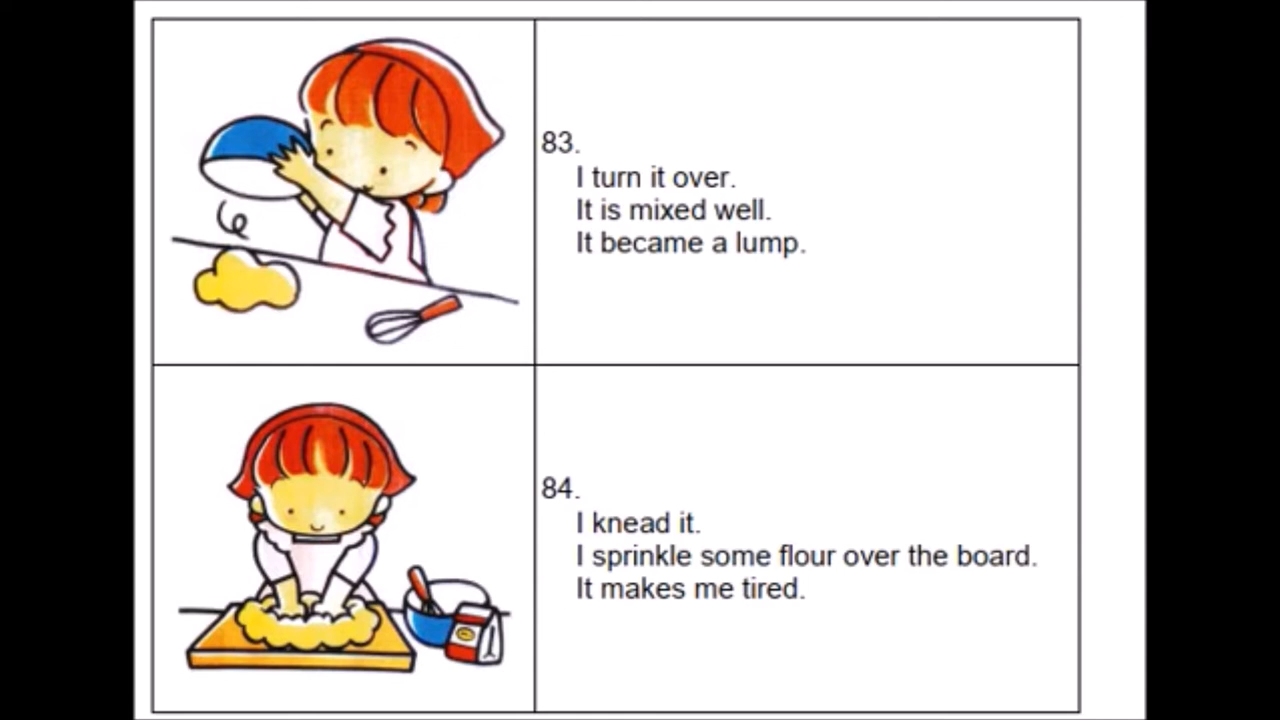 83.
I turn it over.
It is mixed well.
It became a lump.
84.
I knead it.
I sprinkle some flour over the board.
It makes me tired.